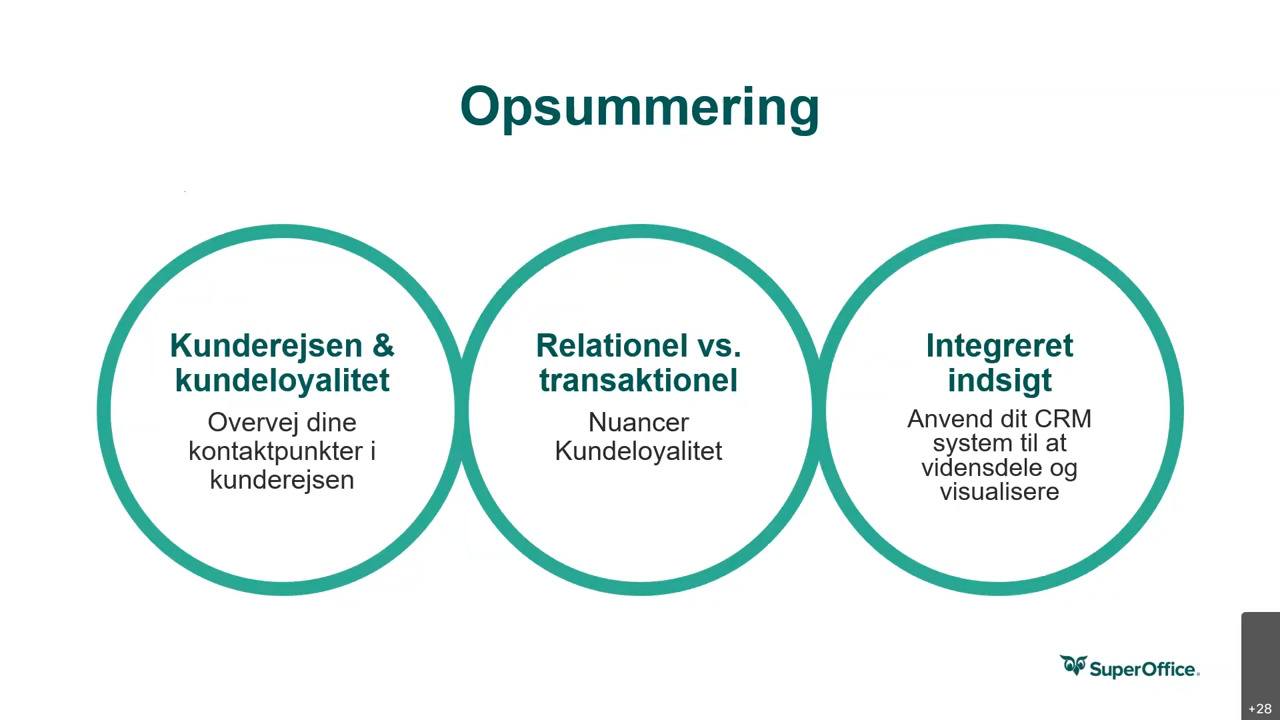 Opsummering
Kunderejsen &
kundeloyalitet
Overvej dine
kontaktpunkter i
kunderejsen
Relationel vs.
transaktionel
Nuancer
Kundeloyalitet
Integreret
indsigt
Anvend dit CRM
system til at
vidensdele og
visualisere
SuperOffice.
+28